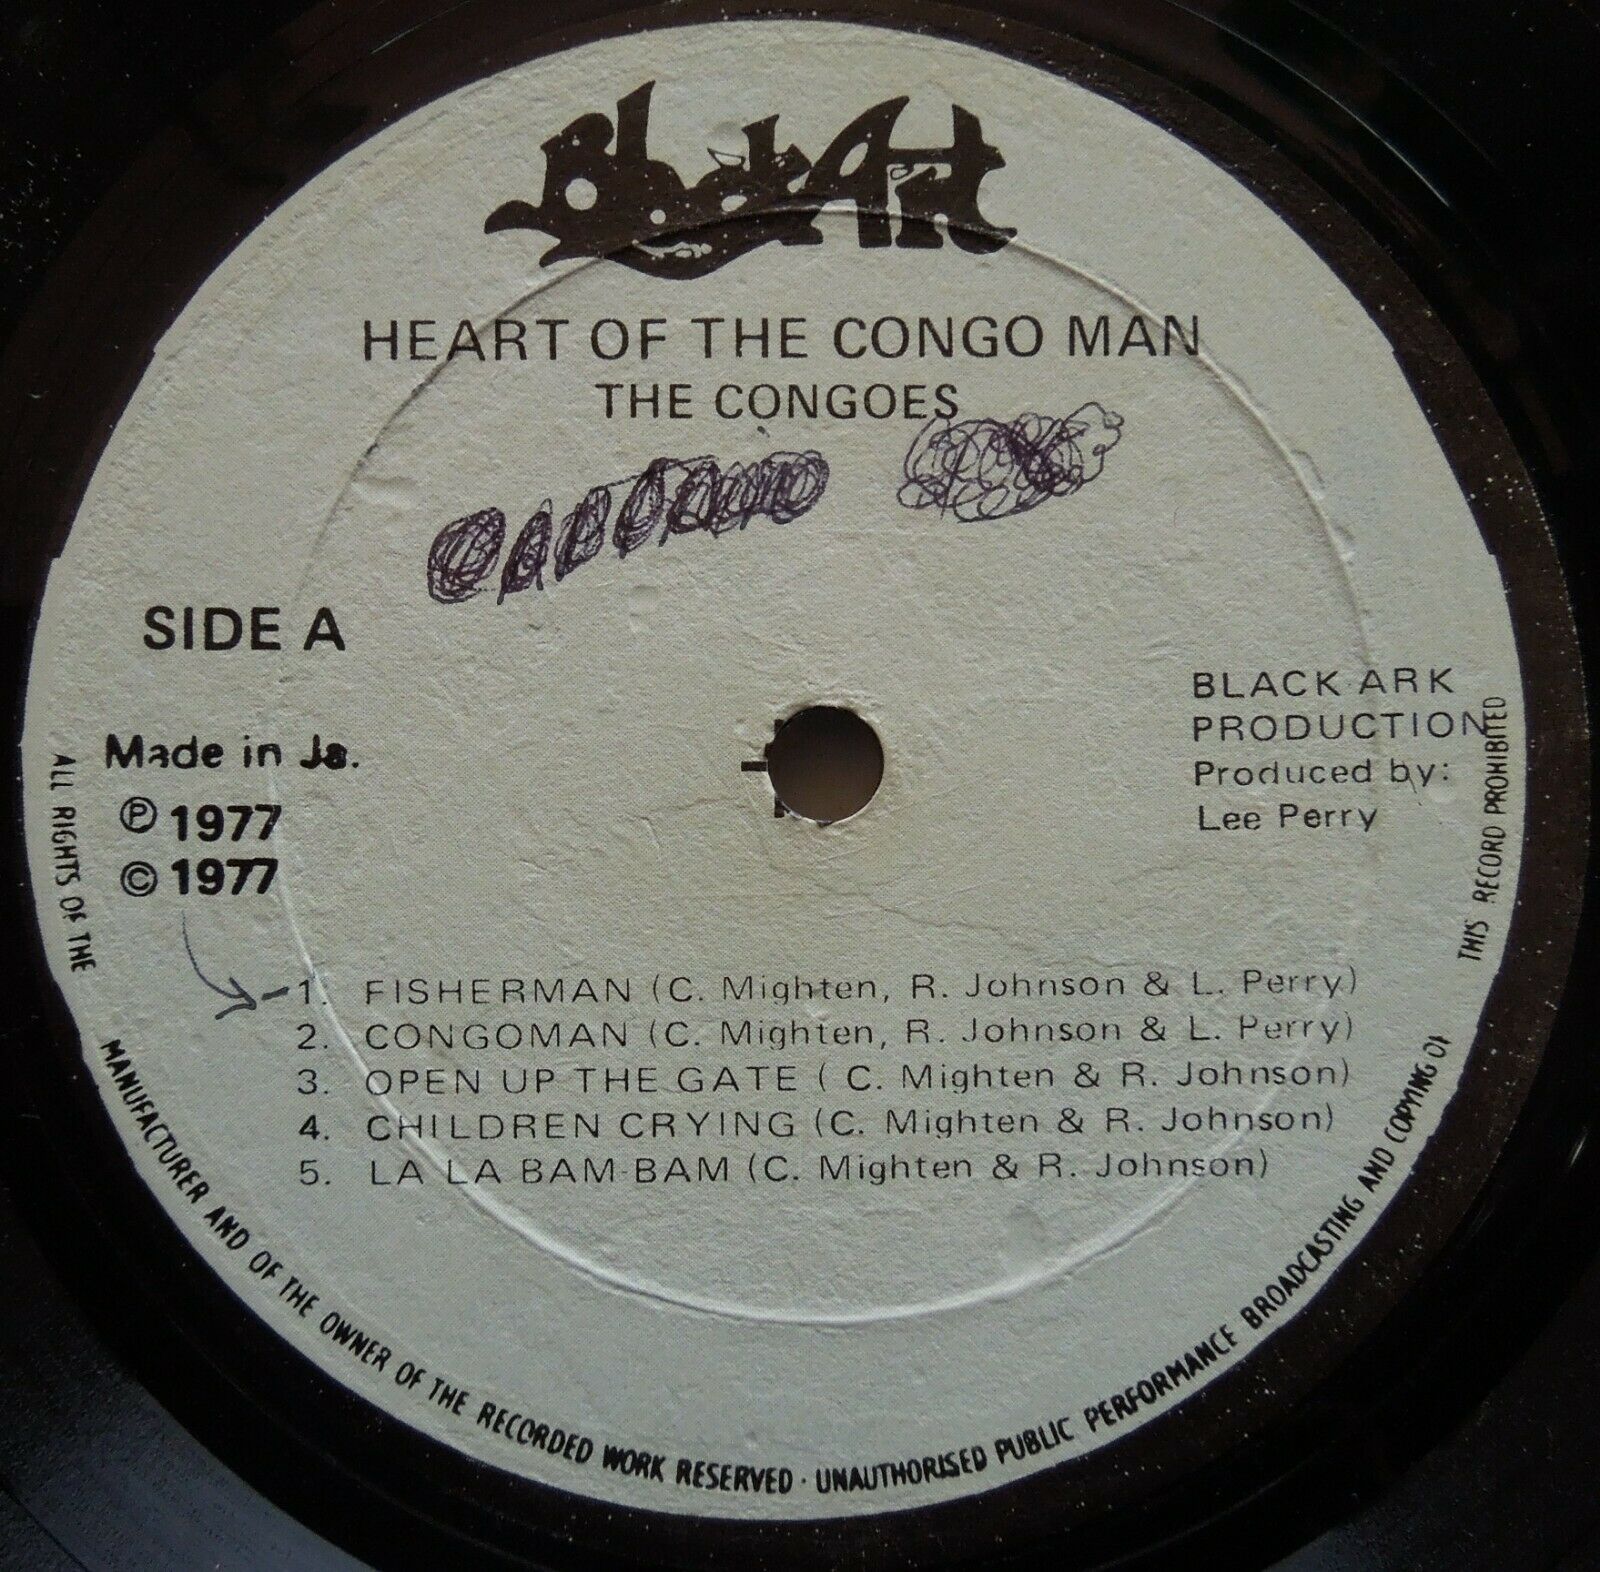 Black Art
HEART OF THE CONGO MAN
THE CONGOES
SIDE A
BLACK ARK
PRODUCTION
Produced by:
Lee Perry
Made in Ja.
℗ 1977
© 1977
1. FISHERMAN (C. Mighten, R. Johnson & L. Perry)
2. CONGOMAN (C. Mighten, R. Johnson & L. Perry)
3. OPEN UP THE GATE ( C. Mighten & R. Johnson)
4. CHILDREN CRYING (C. Mighten & R. Johnson)
5. LA LA BAM-BAM (C. Mighten & R. Johnson)
ALL RIGHTS OF THE MANUFACTURER AND OF THE OWNER OF THE RECORDED WORK RESERVED · UNAUTHORISED PUBLIC PERFORMANCE BROADCASTING AND COPYING OF THIS RECORD PROHIBITED